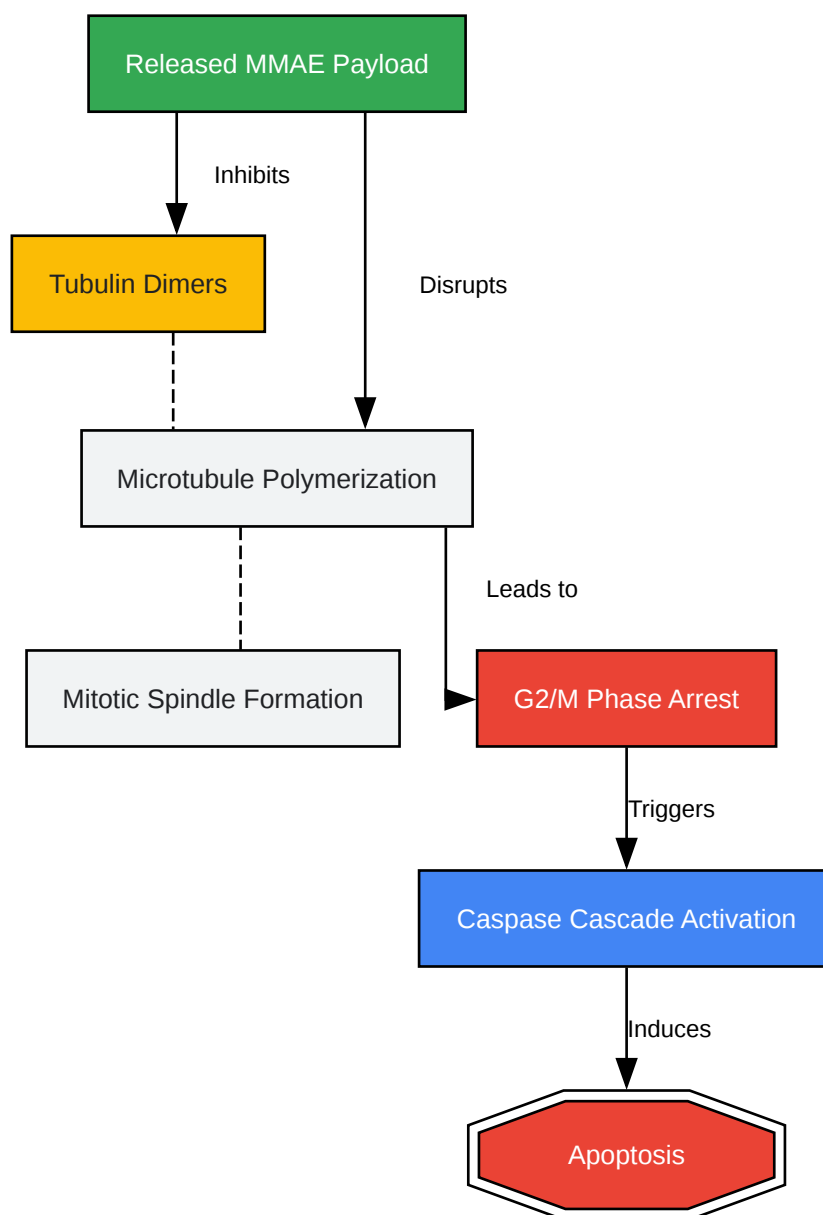 Released MMAE Payload
Inhibits
Tubulin Dimers
Disrupts
Microtubule Polymerization
Leads to
Mitotic Spindle Formation
G2/M Phase Arrest
Triggers
Caspase Cascade Activation
Induces
Apoptosis